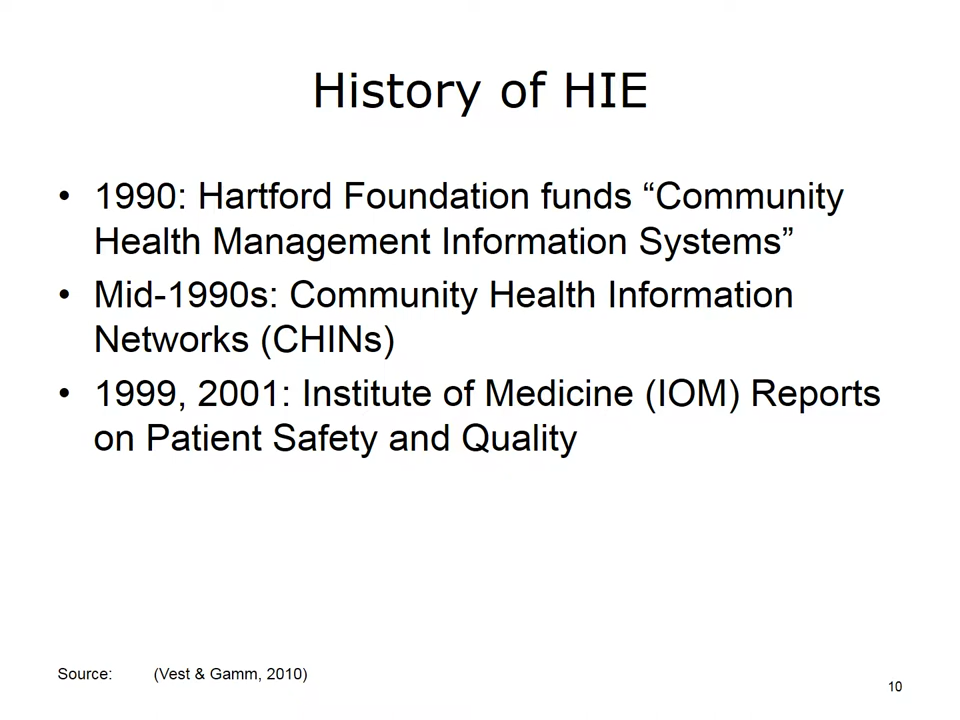 History of HIE
• 1990: Hartford Foundation funds “Community
Health Management Information Systems”
• Mid-1990s: Community Health Information
Networks (CHINs)
• 1999, 2001: Institute of Medicine (IOM) Reports
on Patient Safety and Quality
Source: (Vest & Gamm, 2010)
10